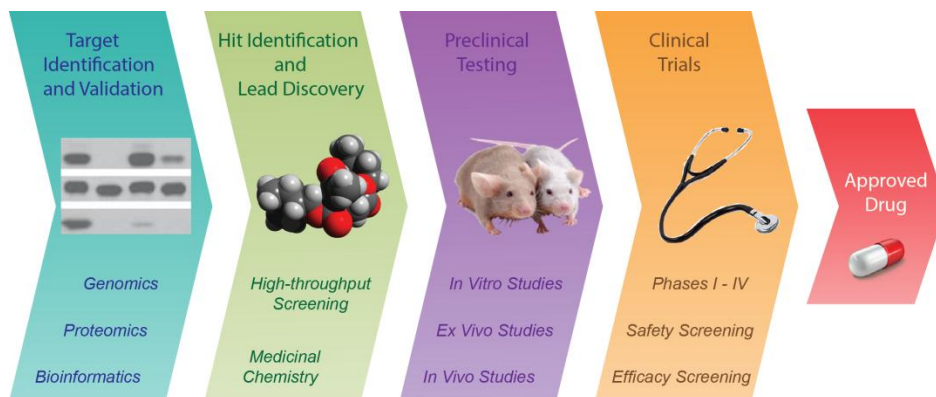 Target
Identification
and Validation
Genomics
Proteomics
Bioinformatics
Hit Identification
and
Lead Discovery
High-throughput
Screening
Medicinal
Chemistry
Preclinical
Testing
In Vitro Studies
Ex Vivo Studies
In Vivo Studies
Clinical
Trials
Phases I - IV
Safety Screening
Efficacy Screening
Approved
Drug